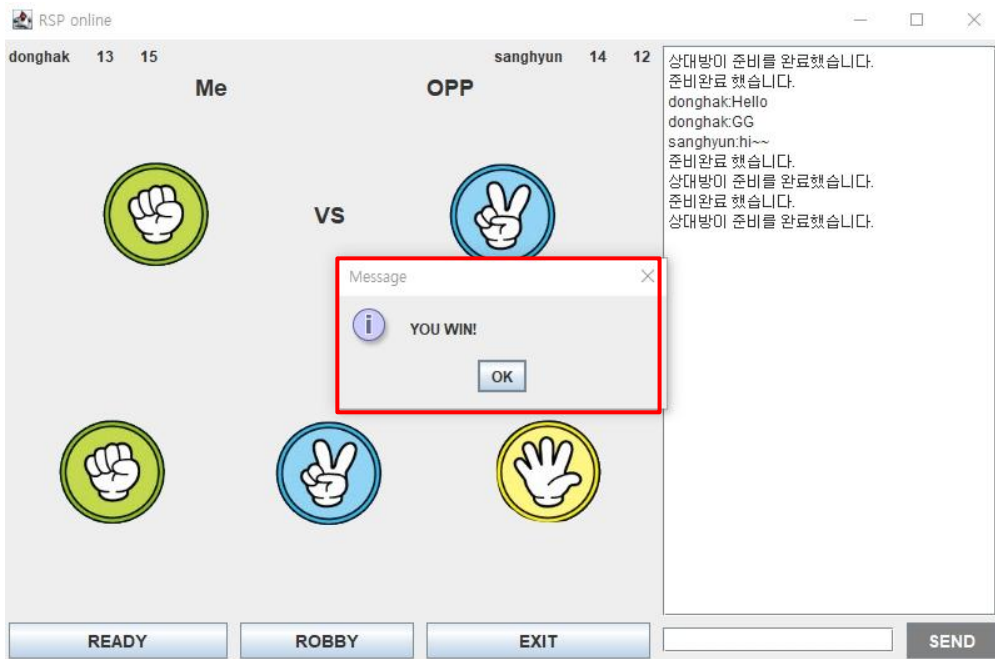 RSP online
donghak 13 15 sanghyun 14 12
Me OPP
VS
Message
YOU WIN!
OK
READY ROBBY EXIT
상대방이 준비를 완료했습니다.
준비완료 했습니다.
donghak:Hello
donghak:GG
sanghyun:hi~~
준비완료 했습니다.
상대방이 준비를 완료했습니다.
준비완료 했습니다.
상대방이 준비를 완료했습니다.
SEND